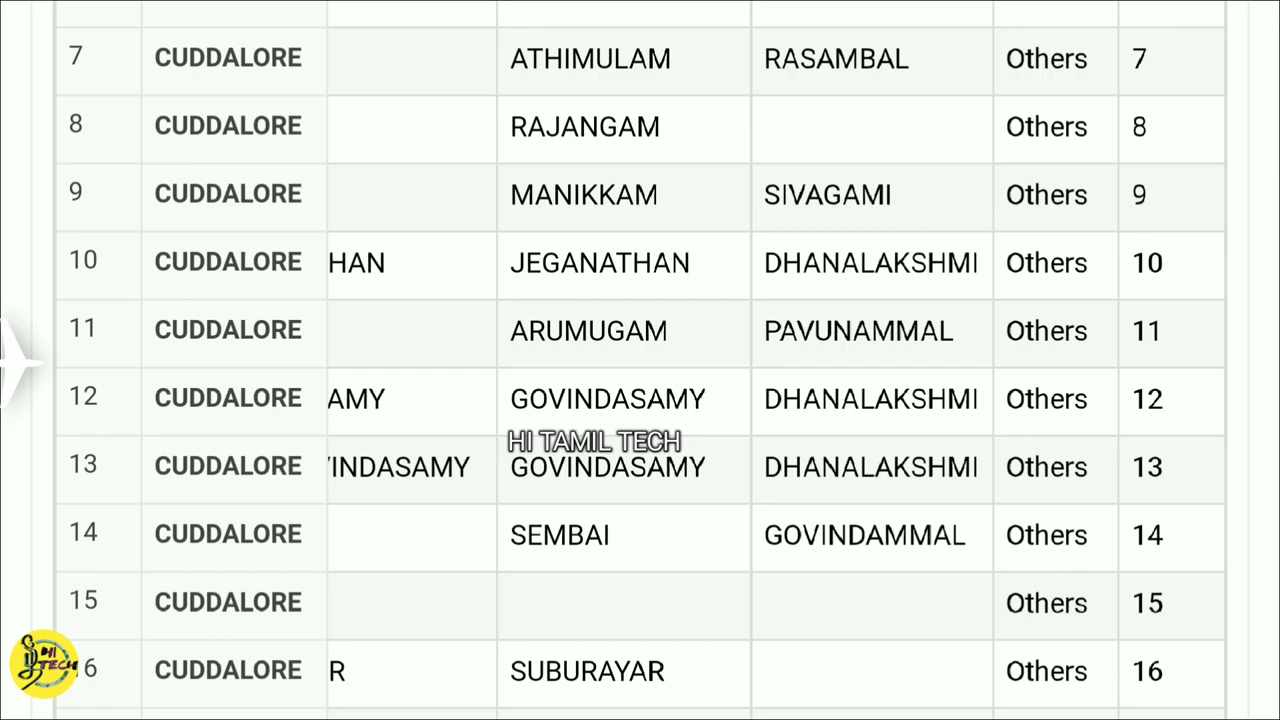 7 CUDDALORE ATHIMULAM RASAMBAL Others 7
8 CUDDALORE RAJANGAM Others 8
9 CUDDALORE MANIKKAM SIVAGAMI Others 9
10 CUDDALORE HAN JEGANATHAN DHANALAKSHMI Others 10
11 CUDDALORE ARUMUGAM PAVUNAMMAL Others 11
12 CUDDALORE AMY GOVINDASAMY DHANALAKSHMI Others 12
HI TAMIL TECH
13 CUDDALORE INDASAMY GOVINDASAMY DHANALAKSHMI Others 13
14 CUDDALORE SEMBAI GOVINDAMMAL Others 14
15 CUDDALORE Others 15
HI
TECH
6 CUDDALORE R SUBURAYAR Others 16